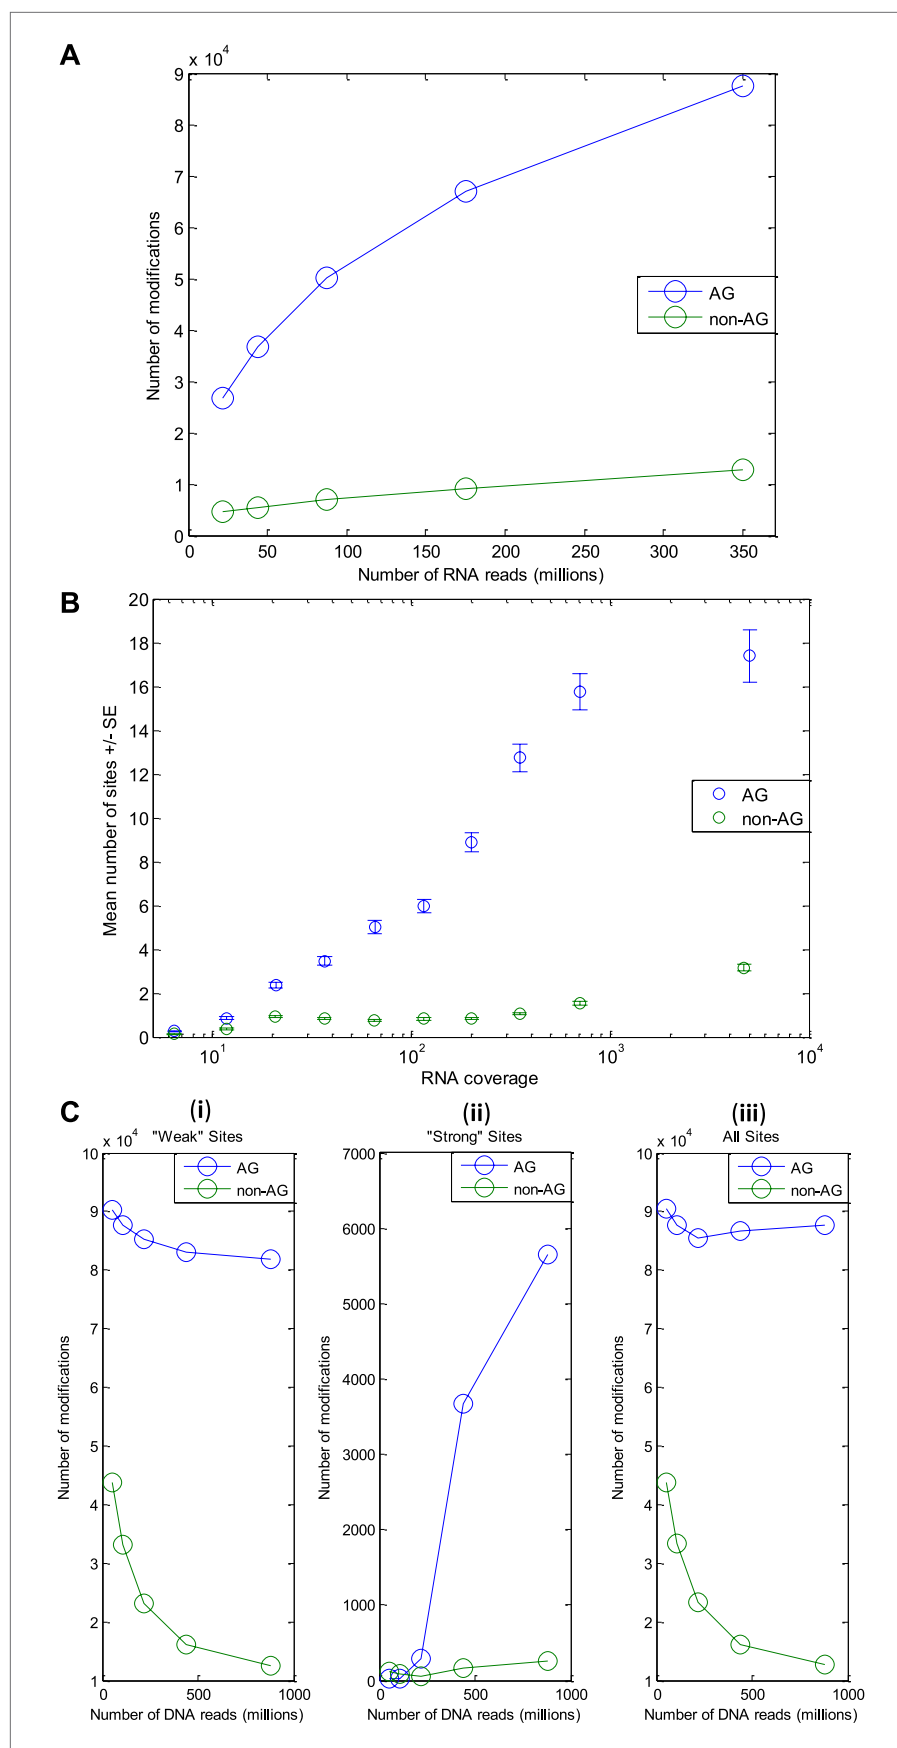 A
x 10^4
9
8
7
6
5
4
3
2
1
0
Number of modifications
AG
non-AG
0 50 100 150 200 250 300 350
Number of RNA reads (millions)
B
20
18
16
14
12
10
8
6
4
2
0
Mean number of sites +/- SE
AG
non-AG
10^1 10^2 10^3 10^4
RNA coverage
C
(i)
x 10^4
"Weak" Sites
AG
non-AG
10
9
8
7
6
5
4
3
2
1
Number of modifications
0 500 1000
Number of DNA reads (millions)
(ii)
"Strong" Sites
AG
non-AG
7000
6000
5000
4000
3000
2000
1000
0
Number of modifications
0 500 1000
Number of DNA reads (millions)
(iii)
x 10^4
All Sites
AG
non-AG
10
9
8
7
6
5
4
3
2
1
Number of modifications
0 500 1000
Number of DNA reads (millions)